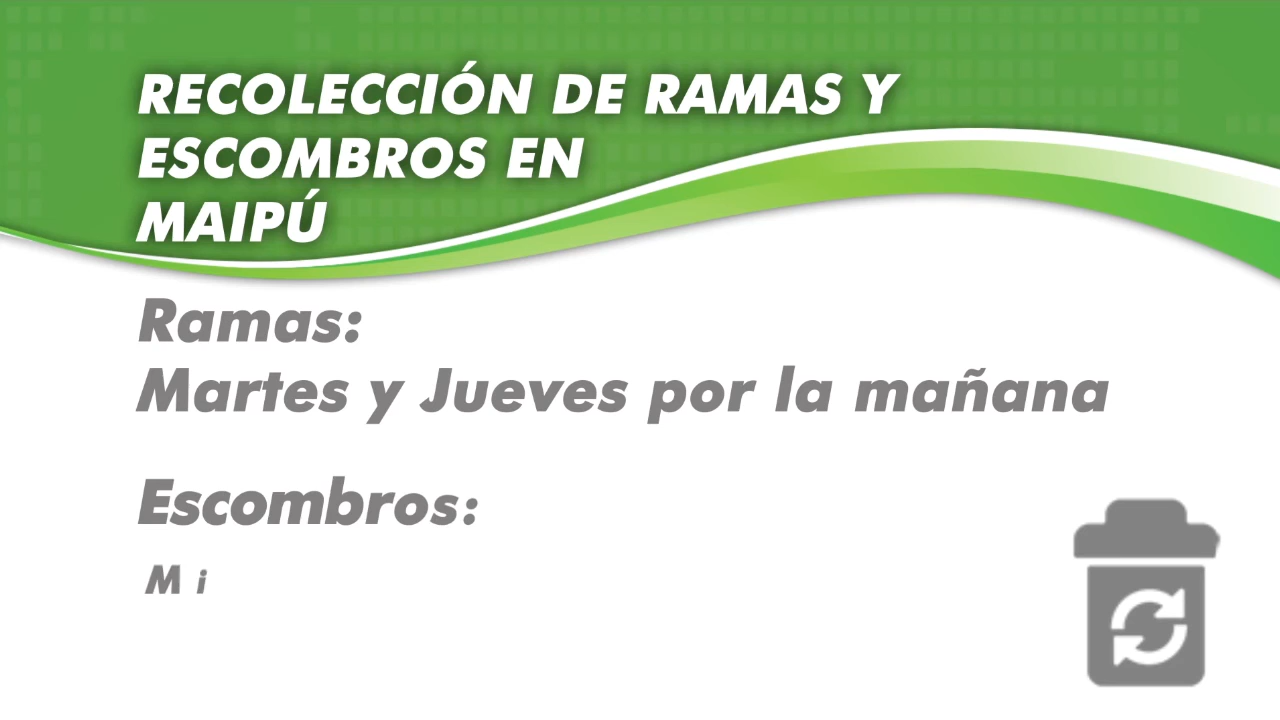 RECOLECCIÓN DE RAMAS Y
ESCOMBROS EN
MAIPÚ
Ramas:
Martes y Jueves por la mañana
Escombros:
M i